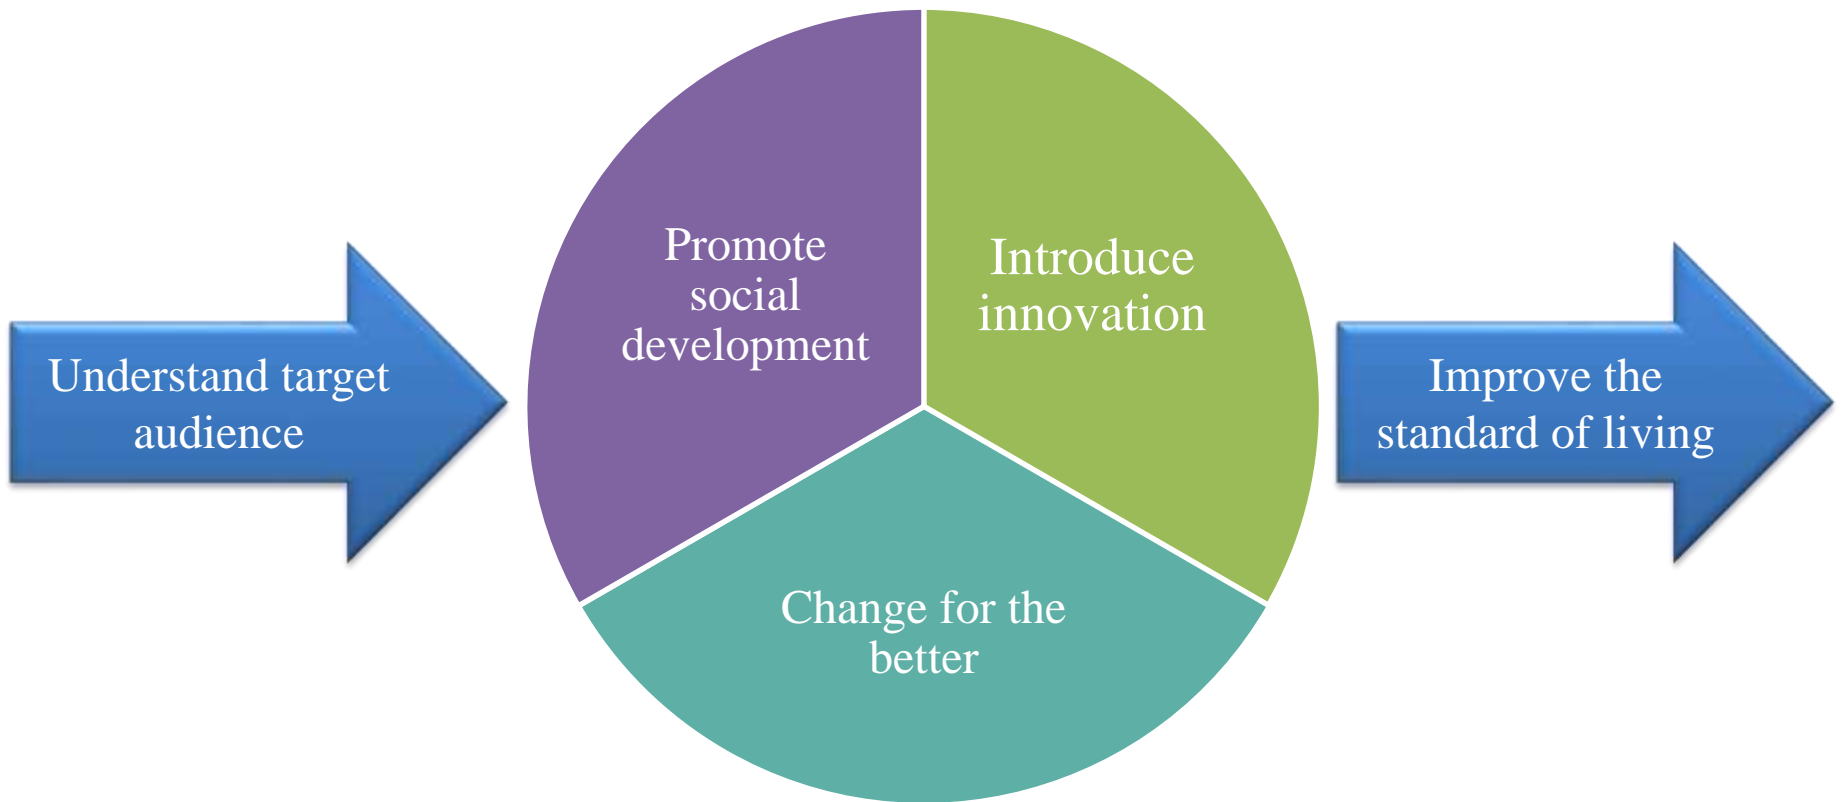 Understand target
audience
Promote
social
development
Introduce
innovation
Change for the
better
Improve the
standard of living